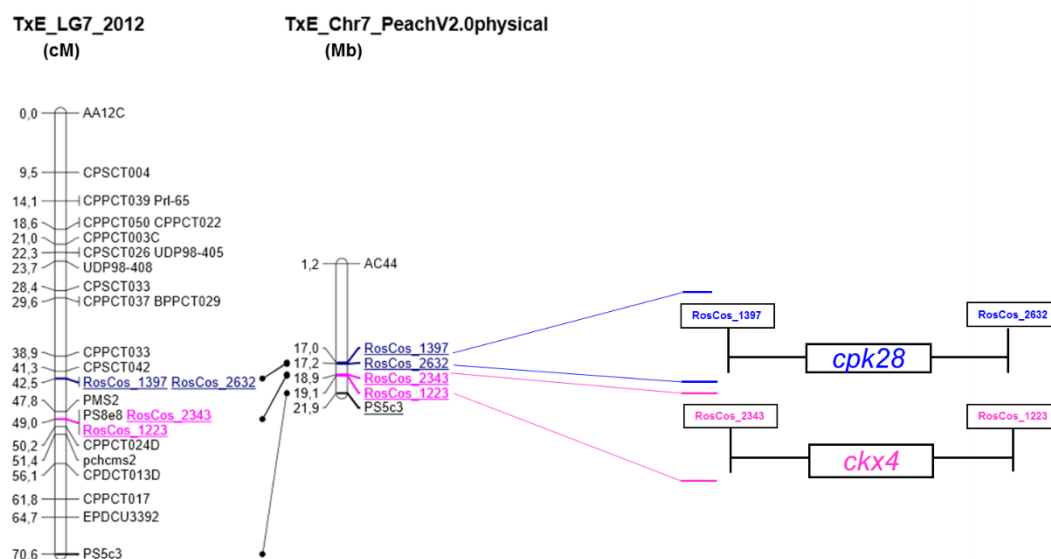 TxE_LG7_2012
(cM)
0,0 AA12C
9,5 CPSCT004
14,1 CPPCT039 Prl-65
18,6 CPPCT050 CPPCT022
21,0 CPPCT003C
22,3 CPSCT026 UDP98-405
23,7 UDP98-408
28,4 CPSCT033
29,6 CPPCT037 BPPCT029
38,9 CPPCT033
41,3 CPSCT042
42,5 RosCos_1397 RosCos_2632
47,8 PMS2
49,0 PS8e8 RosCos_2343
RosCos_1223
50,2 CPPCT024D
51,4 pchcms2
56,1 CPDCT013D
61,8 CPPCT017
64,7 EPDCU3392
70,6 PS5c3
TxE_Chr7_PeachV2.0physical
(Mb)
1,2 AC44
17,0 RosCos_1397
17,2 RosCos_2632
18,9 RosCos_2343
19,1 RosCos_1223
21,9 PS5c3
RosCos_1397
RosCos_2632
cpk28
RosCos_2343
RosCos_1223
ckx4